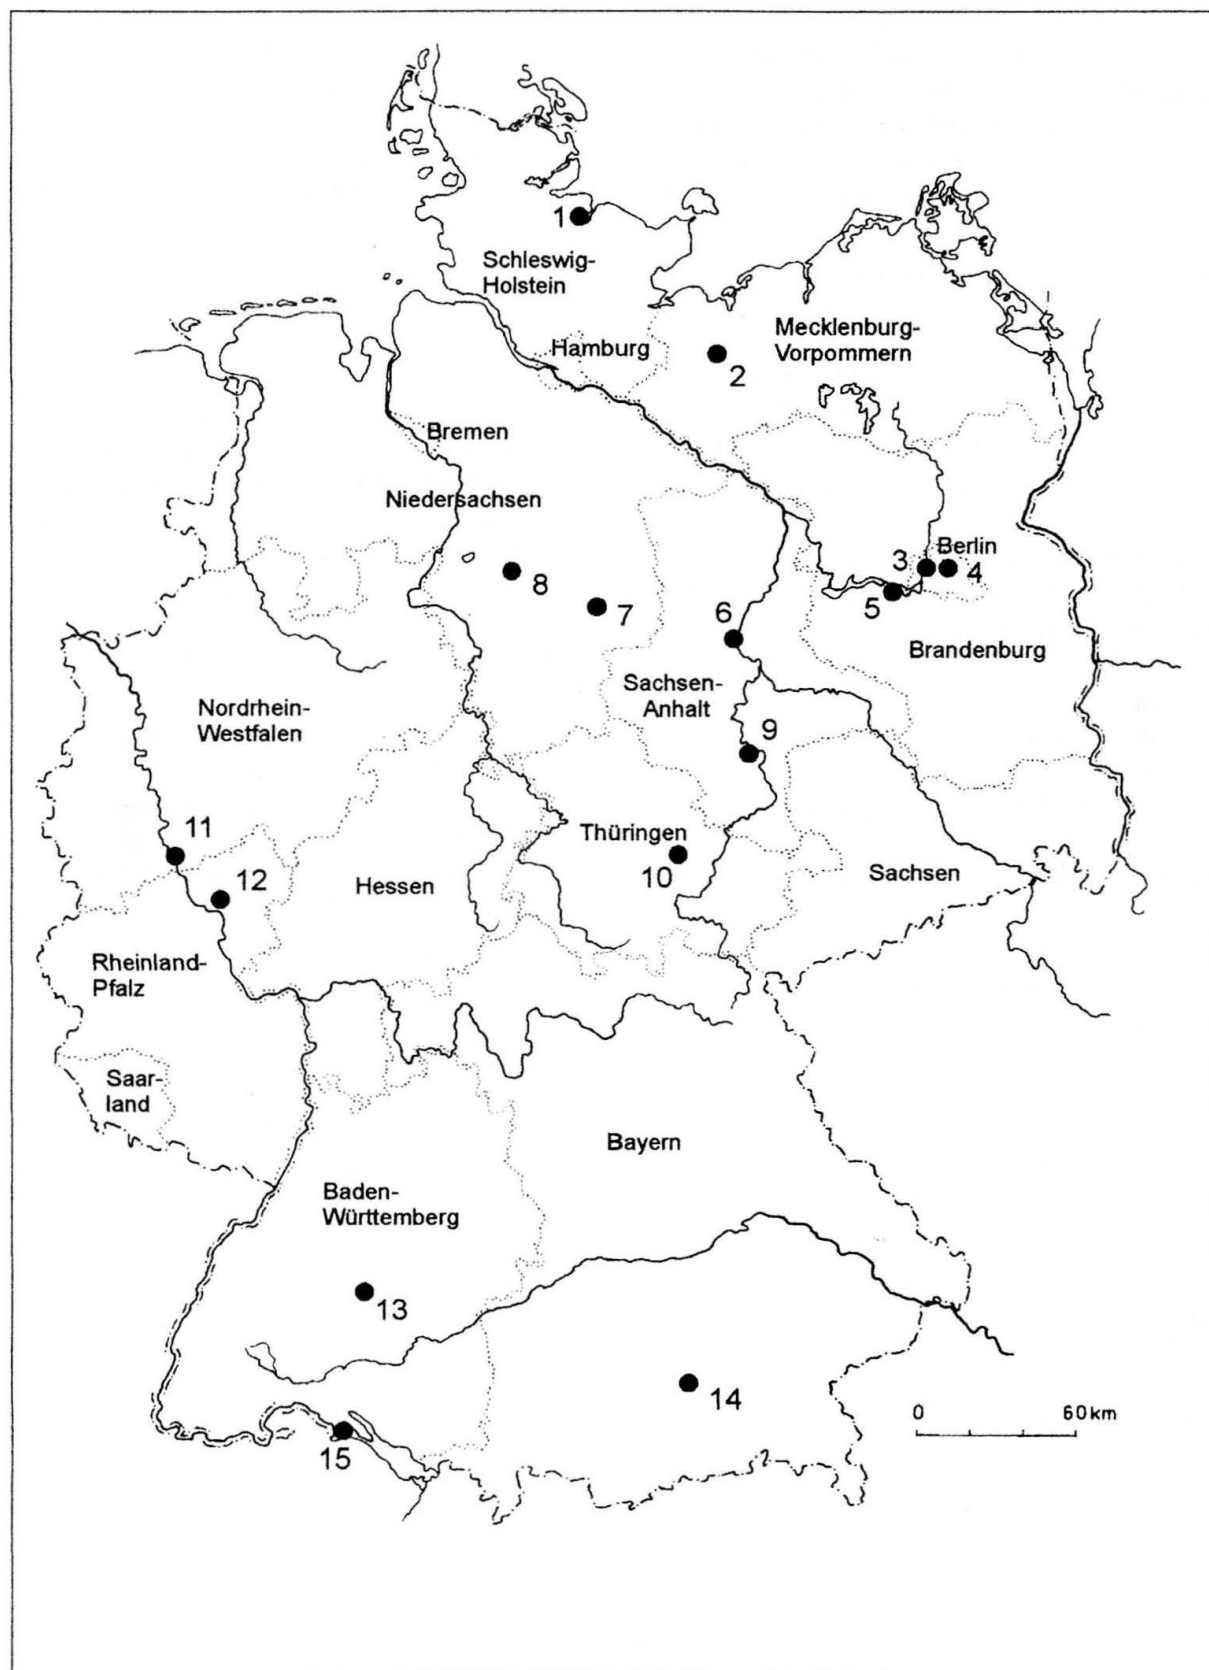 1
Schleswig-
Holstein
Mecklenburg-
Vorpommern
Hamburg
2
Bremen
Niedersachsen
3
Berlin
4
5
8
7
6
Brandenburg
Sachsen-
Anhalt
Nordrhein-
Westfalen
9
11
Thüringen
10
12
Hessen
Sachsen
Rheinland-
Pfalz
Saar-
land
Bayern
Baden-
Württemberg
13
14
0 60km
15